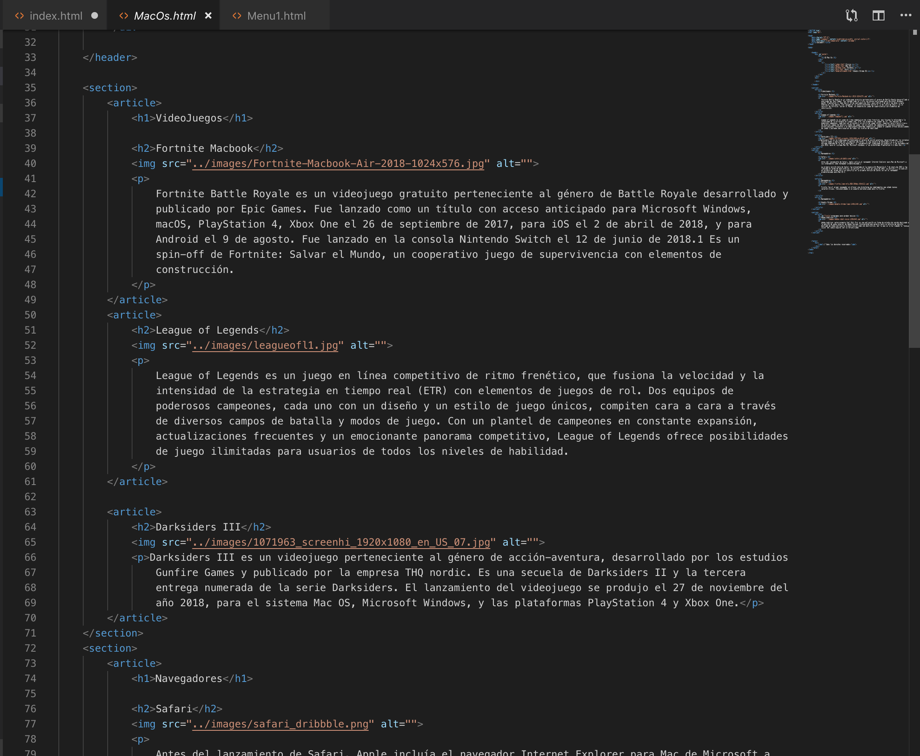 index.html MacOs.html Menu1.html
32
33 </header>
34
35 <section>
36 <article>
37 <h1>VideoJuegos</h1>
38
39 <h2>Fortnite Macbook</h2>
40 <img src="../images/Fortnite-Macbook-Air-2018-1024x576.jpg" alt="">
41 <p>
42 Fortnite Battle Royale es un videojuego gratuito perteneciente al género de Battle Royale desarrollado y
43 publicado por Epic Games. Fue lanzado como un título con acceso anticipado para Microsoft Windows,
44 macOS, PlayStation 4, Xbox One el 26 de septiembre de 2017, para iOS el 2 de abril de 2018, y para
45 Android el 9 de agosto. Fue lanzado en la consola Nintendo Switch el 12 de junio de 2018.1 Es un
46 spin-off de Fortnite: Salvar el Mundo, un cooperativo juego de supervivencia con elementos de
47 construcción.
48 </p>
49 </article>
50 <article>
51 <h2>League of Legends</h2>
52 <img src="../images/leagueofl1.jpg" alt="">
53 <p>
54 League of Legends es un juego en línea competitivo de ritmo frenético, que fusiona la velocidad y la
55 intensidad de la estrategia en tiempo real (ETR) con elementos de juegos de rol. Dos equipos de
56 poderosos campeones, cada uno con un diseño y un estilo de juego únicos, compiten cara a cara a través
57 de diversos campos de batalla y modos de juego. Con un plantel de campeones en constante expansión,
58 actualizaciones frecuentes y un emocionante panorama competitivo, League of Legends ofrece posibilidades
59 de juego ilimitadas para usuarios de todos los niveles de habilidad.
60 </p>
61 </article>
62
63 <article>
64 <h2>Darksiders III</h2>
65 <img src="../images/1071963_screenhi_1920x1080_en_US_07.jpg" alt="">
66 <p>Darksiders III es un videojuego perteneciente al género de acción-aventura, desarrollado por los estudios
67 Gunfire Games y publicado por la empresa THQ nordic. Es una secuela de Darksiders II y la tercera
68 entrega numerada de la serie Darksiders. El lanzamiento del videojuego se produjo el 27 de noviembre del
69 año 2018, para el sistema Mac OS, Microsoft Windows, y las plataformas PlayStation 4 y Xbox One.</p>
70 </article>
71 </section>
72 <section>
73 <article>
74 <h1>Navegadores</h1>
75
76 <h2>Safari</h2>
77 <img src="../images/safari_dribbble.png" alt="">
78 <p>
79 Antes del lanzamiento de Safari, Apple incluía el navegador Internet Explorer para Mac de Microsoft a